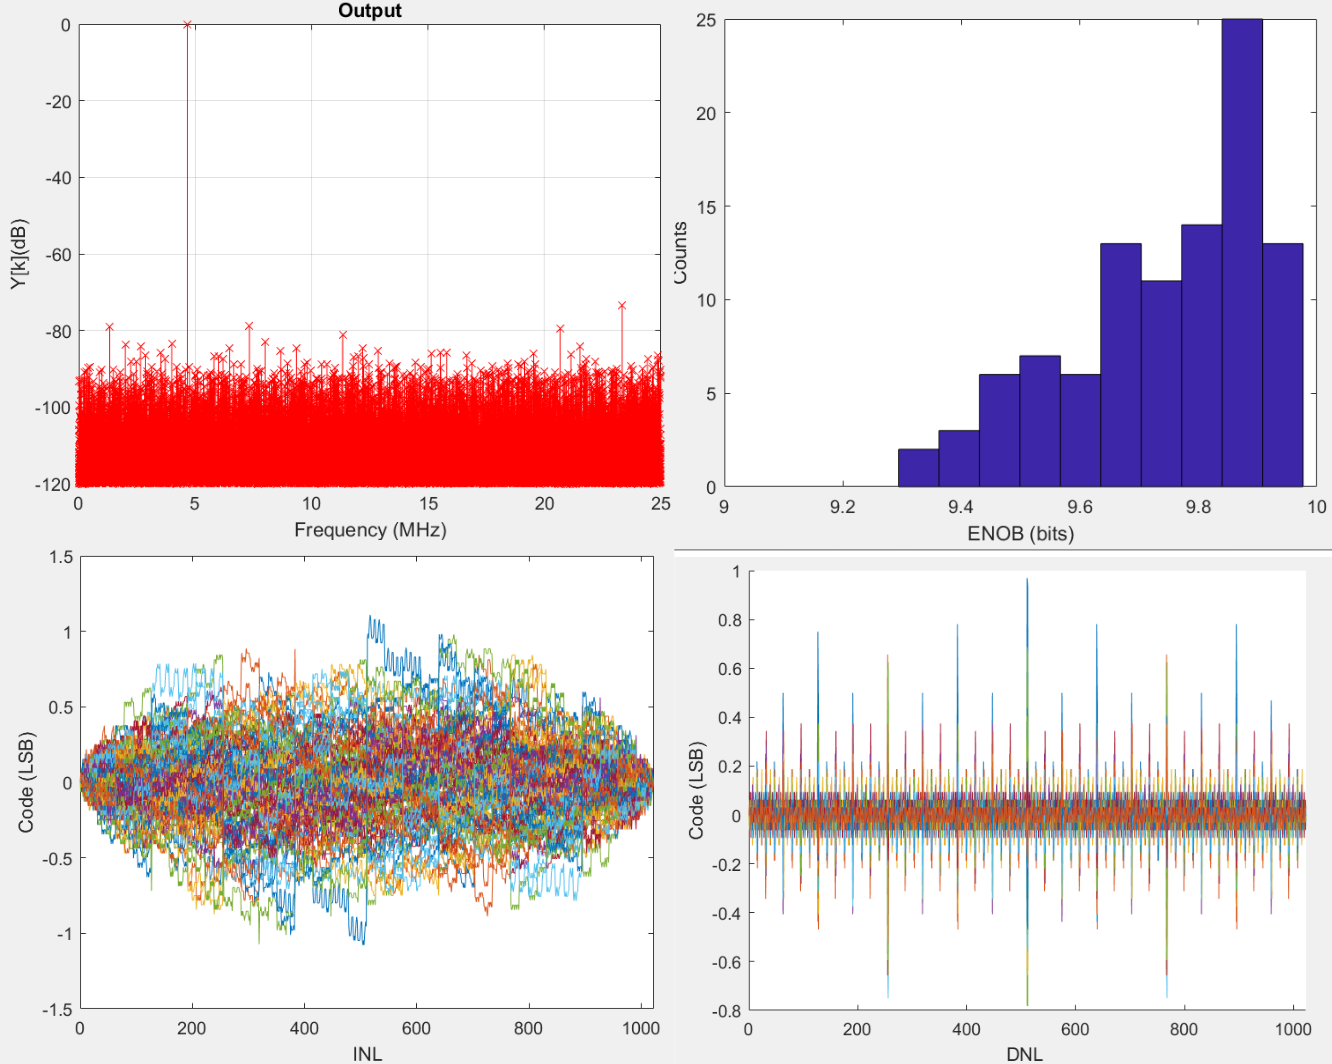 Output
0
-20
-40
-60
-80
-100
-120
Y[k](dB)
0 5 10 15 20 25
Frequency (MHz)
25
20
15
10
5
0
Counts
9 9.2 9.4 9.6 9.8 10
ENOB (bits)
1.5
1
0.5
0
-0.5
-1
-1.5
Code (LSB)
0 200 400 600 800 1000
INL
1
0.8
0.6
0.4
0.2
0
-0.2
-0.4
-0.6
-0.8
Code (LSB)
0 200 400 600 800 1000
DNL